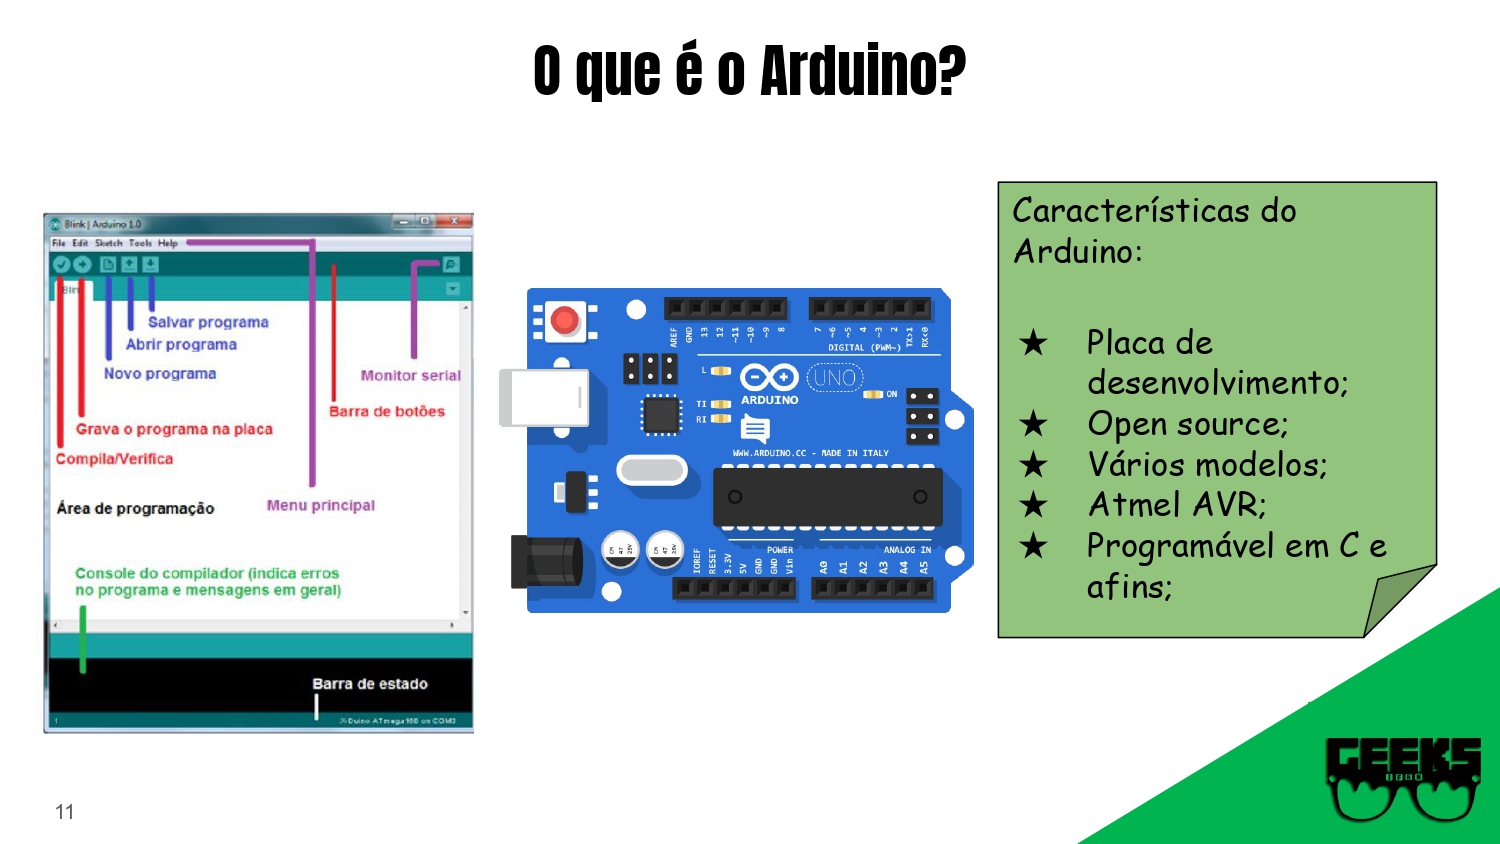 O que é o Arduino?
Blink | Arduino 1.0
File Edit Sketch Tools Help
Salvar programa
Abrir programa
Novo programa
Monitor serial
Barra de botões
Grava o programa na placa
Compila/Verifica
Área de programação
Menu principal
Console do compilador (indica erros
no programa e mensagens em geral)
Barra de estado
1
on COM3
AREF
GND
13
12
~11
~10
~9
8
7
~6
~5
4
~3
2
TX>1
RX<0
DIGITAL (PWM~)
L
TX
RX
ON
UNO
ARDUINO
WWW.ARDUINO.CC - MADE IN ITALY
POWER
ANALOG IN
IOREF
RESET
3.3V
5V
GND
GND
Vin
A0
A1
A2
A3
A4
A5
Características do
Arduino:
★ Placa de
desenvolvimento;
★ Open source;
★ Vários modelos;
★ Atmel AVR;
★ Programável em C e
afins;
GEEKS
11